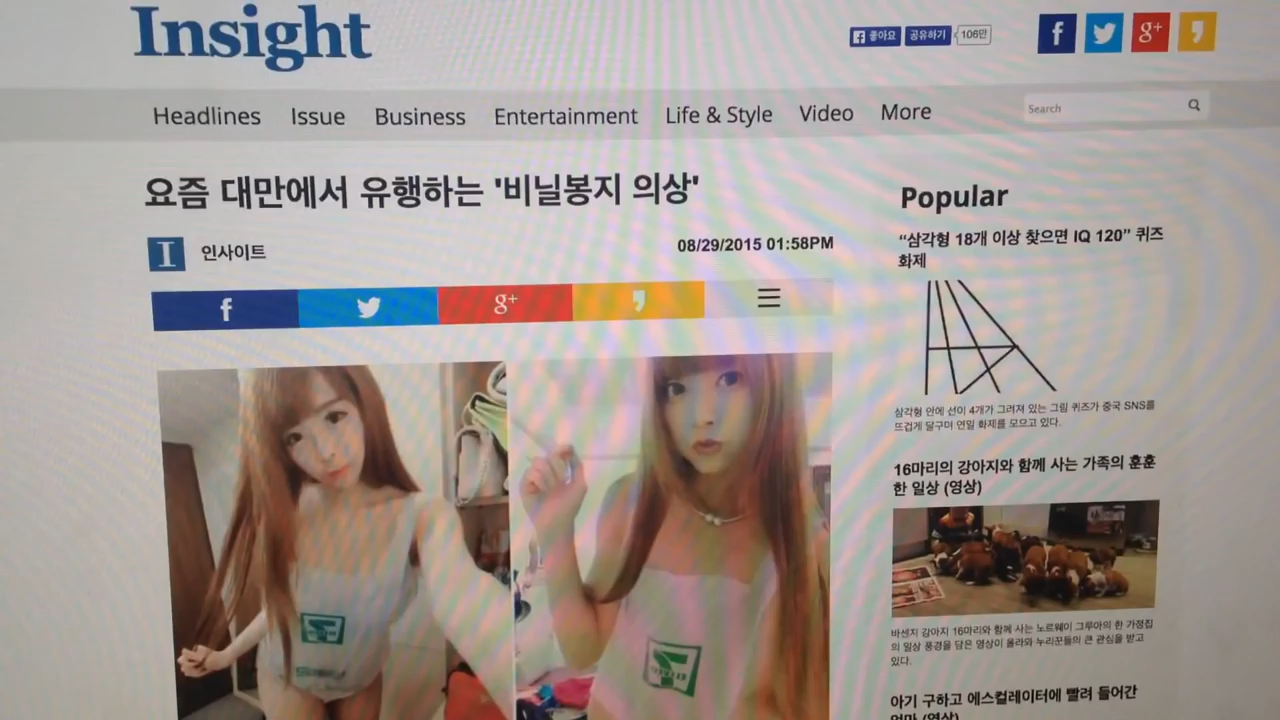 Insight
좋아요 공유하기 106만
Headlines Issue Business Entertainment Life & Style Video More
Search
요즘 대만에서 유행하는 '비닐봉지 의상'
인사이트
08/29/2015 01:58PM
Popular
“삼각형 18개 이상 찾으면 IQ 120” 퀴즈
화제
삼각형 안에 선이 4개가 그려져 있는 그림 퀴즈가 중국 SNS를
뜨겁게 달구며 연일 화제를 모으고 있다.
16마리의 강아지와 함께 사는 가족의 훈훈
한 일상 (영상)
바센지 강아지 16마리와 함께 사는 노르웨이 그루아의 한 가정집
의 일상 풍경을 담은 영상이 올라와 누리꾼들의 큰 관심을 받고
있다.
아기 구하고 에스컬레이터에 빨려 들어간
엄마 (영상)